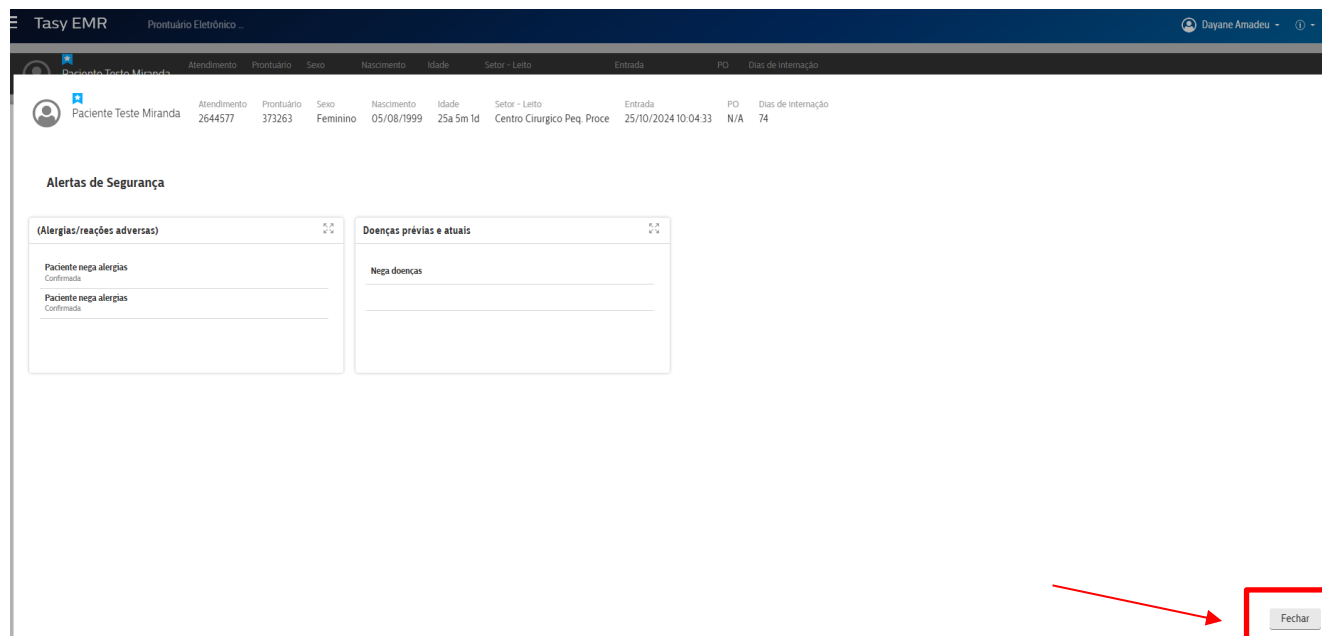 Tasy EMR Prontuário Eletrônico ... Dayane Amadeu
Paciente Teste Miranda Atendimento Prontuário Sexo Nascimento Idade Setor - Leito Entrada PO Dias de internação
Atendimento Prontuário Sexo Nascimento Idade Setor - Leito Entrada PO Dias de internação
Paciente Teste Miranda 2644577 373263 Feminino 05/08/1999 25a 5m 1d Centro Cirurgico Peq. Proce 25/10/2024 10:04:33 N/A 74
Alertas de Segurança
(Alergias/reações adversas)
Paciente nega alergias
Confirmada
Paciente nega alergias
Confirmada
Doenças prévias e atuais
Nega doenças
Fechar